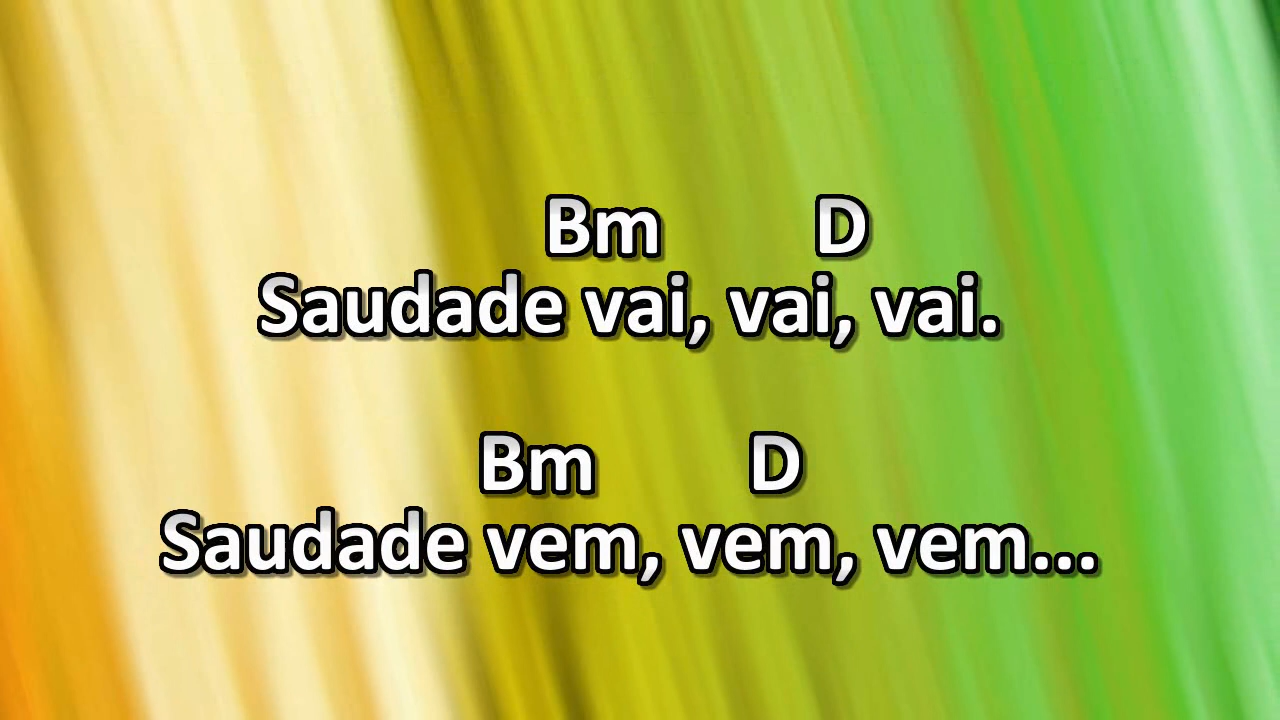 Bm D
Saudade vai, vai, vai.
Bm D
Saudade vem, vem, vem...